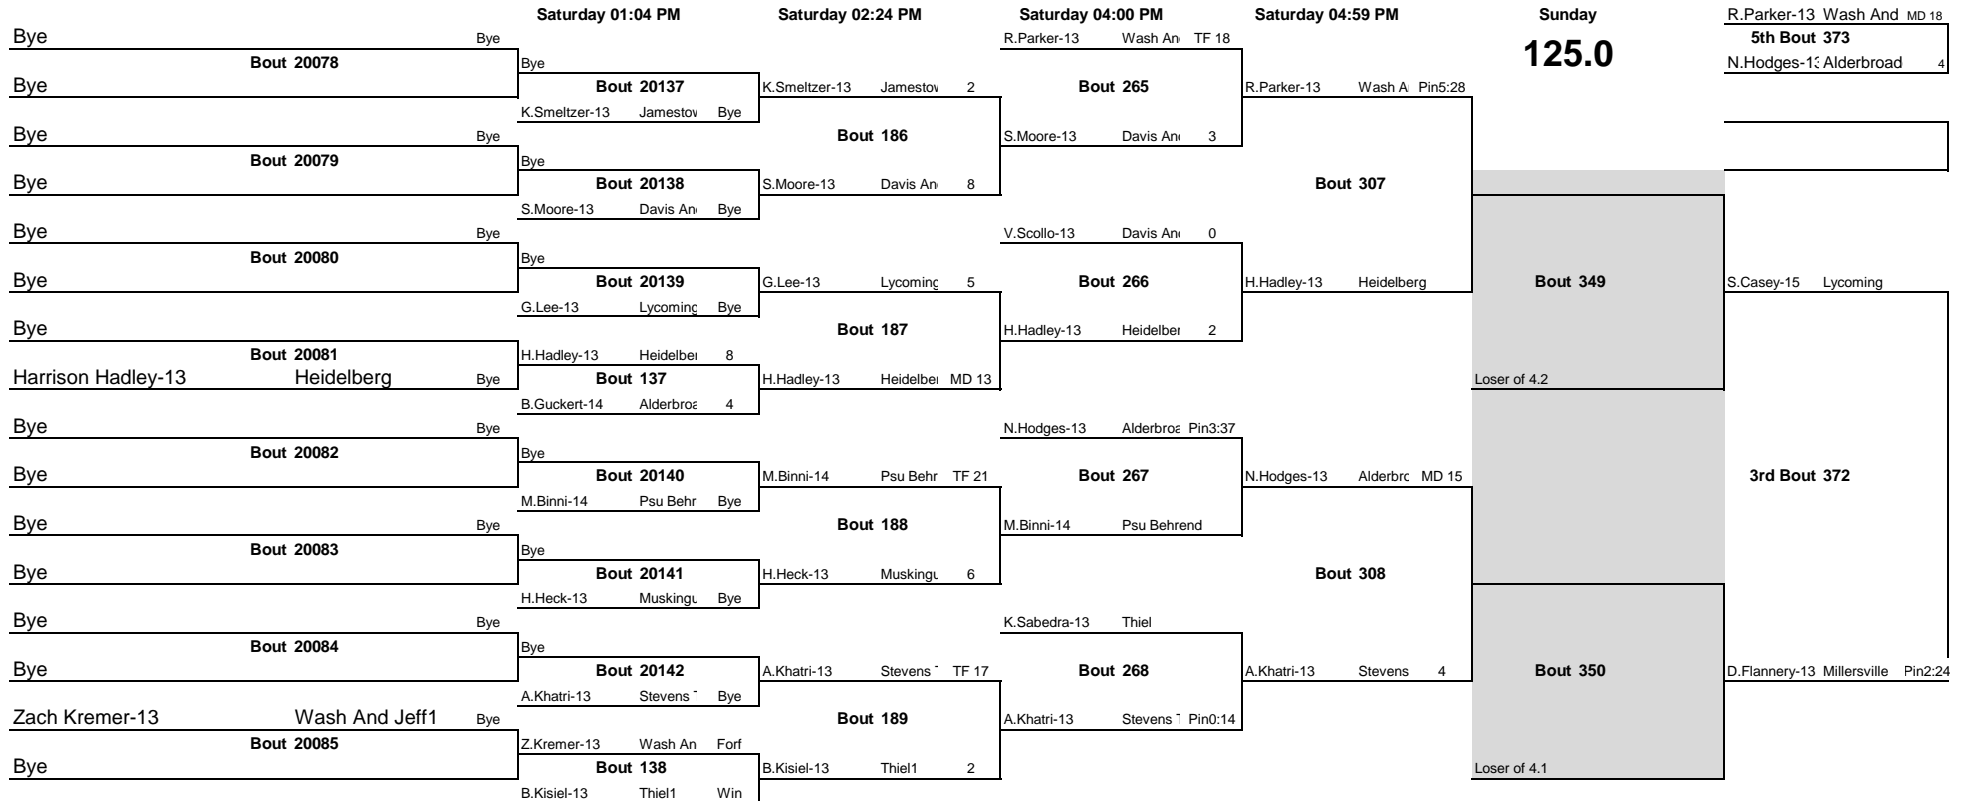 Saturday 01:04 PM Saturday 02:24 PM Saturday 04:00 PM Saturday 04:59 PM Sunday R.Parker-13 Wash And MD 18
Bye Bye R.Parker-13 Wash An TF 18 125.0 5th Bout 373
Bout 20078 Bye N.Hodges-13 Alderbroad 4
Bye Bout 20137 K.Smeltzer-13 Jamestow 2 Bout 265 R.Parker-13 Wash A Pin5:28
K.Smeltzer-13 Jamestow Bye
Bye Bye Bout 186 S.Moore-13 Davis An 3
Bout 20079 Bye
Bye Bout 20138 S.Moore-13 Davis An 8 Bout 307
S.Moore-13 Davis An Bye
Bye Bye V.Scollo-13 Davis An 0
Bout 20080 Bye
Bye Bout 20139 G.Lee-13 Lycoming 5 Bout 266 H.Hadley-13 Heidelberg Bout 349 S.Casey-15 Lycoming
G.Lee-13 Lycoming Bye
Bye Bout 187 H.Hadley-13 Heidelber 2
Bout 20081 H.Hadley-13 Heidelbe 8
Harrison Hadley-13 Heidelberg Bye Bout 137 H.Hadley-13 Heidelbe MD 13 Loser of 4.2
B.Guckert-14 Alderbroa 4
Bye Bye N.Hodges-13 Alderbroa Pin3:37
Bout 20082 Bye
Bye Bout 20140 M.Binni-14 Psu Behr TF 21 Bout 267 N.Hodges-13 Alderbro MD 15 3rd Bout 372
M.Binni-14 Psu Behr Bye
Bye Bye Bout 188 M.Binni-14 Psu Behrend
Bout 20083 Bye
Bye Bout 20141 H.Heck-13 Muskingu 6 Bout 308
H.Heck-13 Muskingu Bye
Bye Bye K.Sabedra-13 Thiel
Bout 20084 Bye
Bye Bout 20142 A.Khatri-13 Stevens TF 17 Bout 268 A.Khatri-13 Stevens 4 Bout 350 D.Flannery-13 Millersville Pin2:24
A.Khatri-13 Stevens Bye
Zach Kremer-13 Wash And Jeff1 Bye Bout 189 A.Khatri-13 Stevens T Pin0:14
Bout 20085 Z.Kremer-13 Wash An Forf
Bye Bout 138 B.Kisiel-13 Thiel1 2 Loser of 4.1
B.Kisiel-13 Thiel1 Win